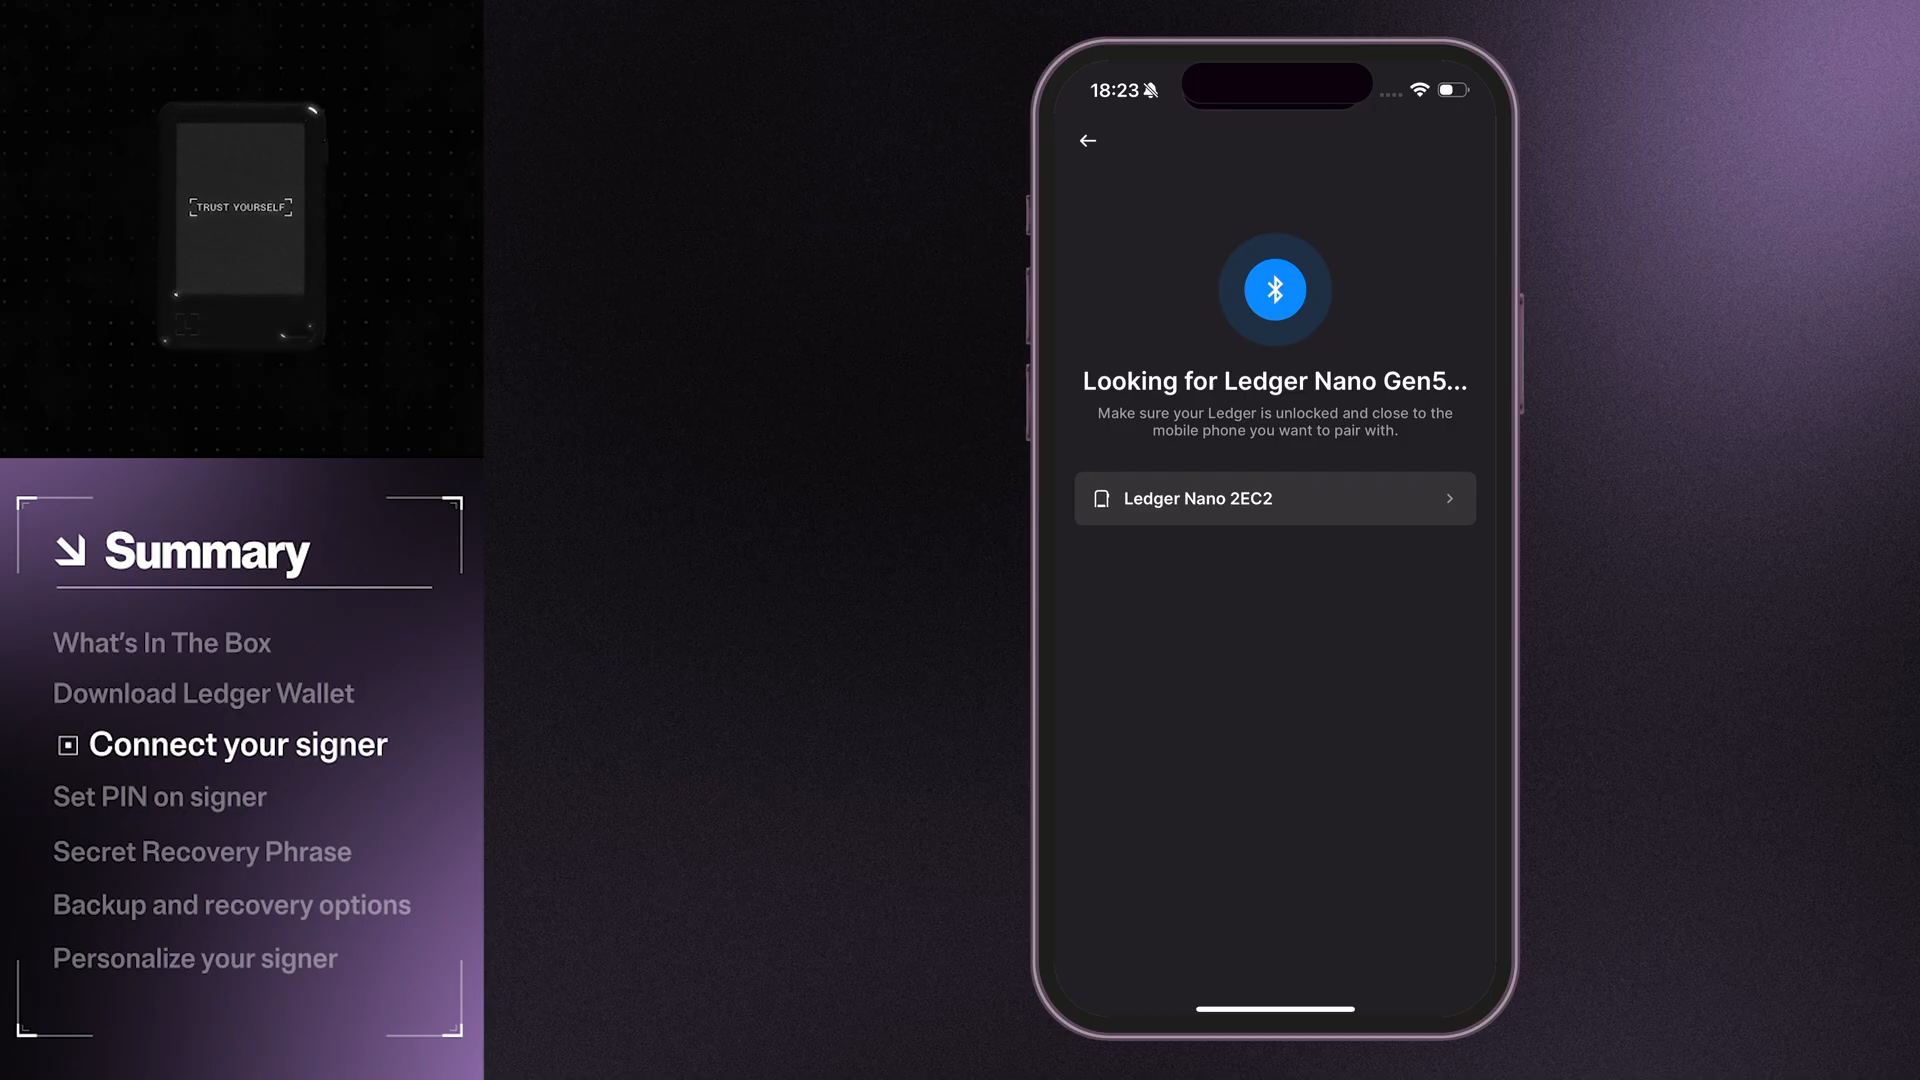 TRUST YOURSELF
Summary
What's In The Box
Download Ledger Wallet
Connect your signer
Set PIN on signer
Secret Recovery Phrase
Backup and recovery options
Personalize your signer
18:23
Looking for Ledger Nano Gen5...
Make sure your Ledger is unlocked and close to the
mobile phone you want to pair with.
Ledger Nano 2EC2